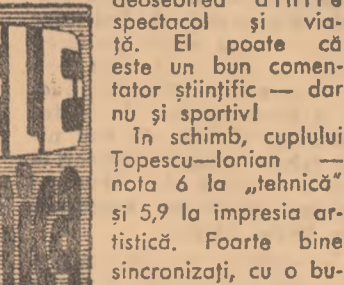 deosebirea dintre
spectacol și via-
ță. El poate că
este un bun comen-
tator științific — dar
nu și sportiv!
În schimb, cuplului
Țopescu—Ionian —
nota 6 la „tehnică"
și 5,9 la impresia ar-
tistică. Foarte bine
sincronizați, cu o bu-